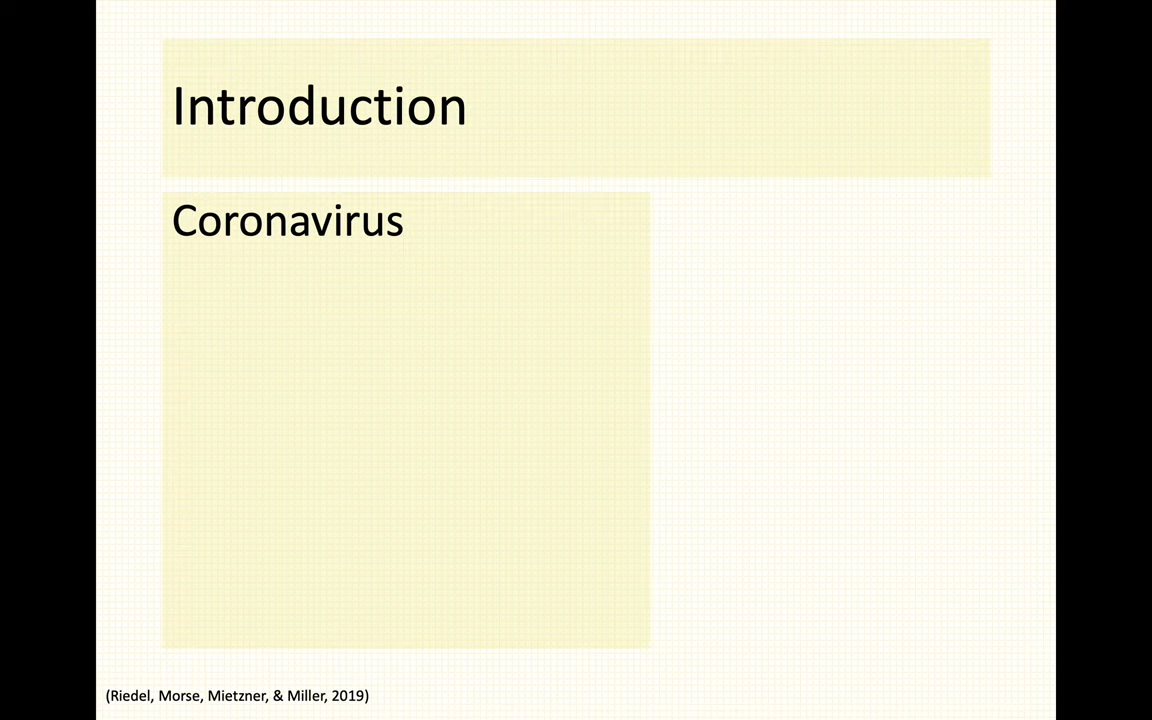 Introduction
Coronavirus
(Riedel, Morse, Mietzner, & Miller, 2019)